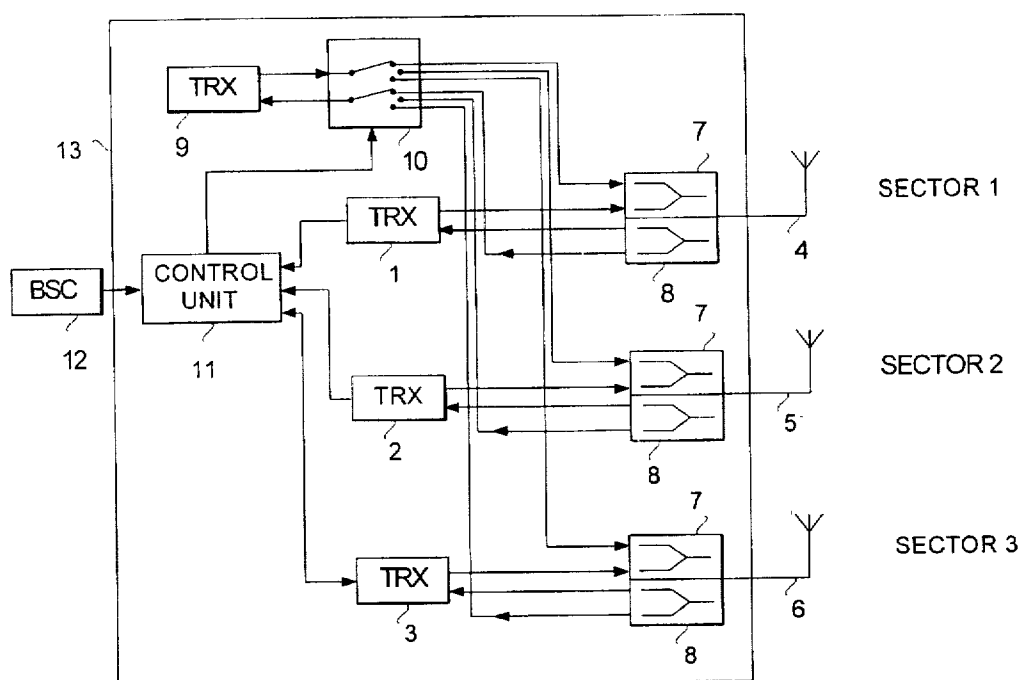 TRX
9
10
13
7
SECTOR 1
TRX
1
4
8
BSC
12
CONTROL
UNIT
11
7
SECTOR 2
TRX
2
5
8
7
SECTOR 3
TRX
3
6
8